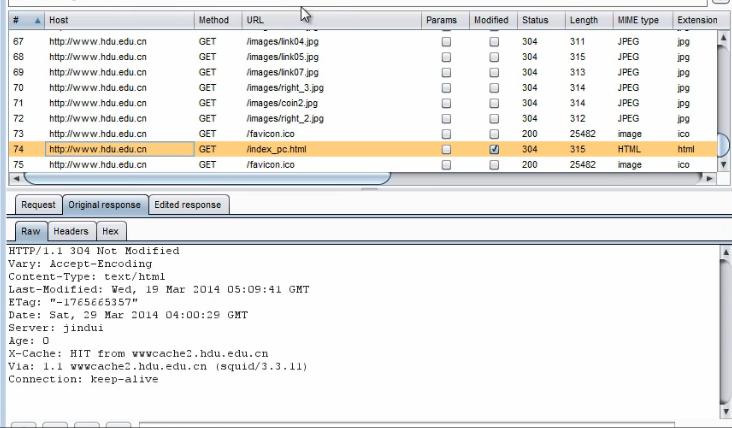 # Host Method URL Params Modified Status Length MIME type Extension
67 http://www.hdu.edu.cn GET /images/link04.jpg 304 311 JPEG jpg
68 http://www.hdu.edu.cn GET /images/link05.jpg 304 315 JPEG jpg
69 http://www.hdu.edu.cn GET /images/link07.jpg 304 313 JPEG jpg
70 http://www.hdu.edu.cn GET /images/right_3.jpg 304 314 JPEG jpg
71 http://www.hdu.edu.cn GET /images/coin2.jpg 304 314 JPEG jpg
72 http://www.hdu.edu.cn GET /images/right_2.jpg 304 312 JPEG jpg
73 http://www.hdu.edu.cn GET /favicon.ico 200 25482 image ico
74 http://www.hdu.edu.cn GET /index_pc.html 304 315 HTML html
75 http://www.hdu.edu.cn GET /favicon.ico 200 25482 image ico
Request Original response Edited response
Raw Headers Hex
HTTP/1.1 304 Not Modified
Vary: Accept-Encoding
Content-Type: text/html
Last-Modified: Wed, 19 Mar 2014 05:09:41 GMT
ETag: "-1765665357"
Date: Sat, 29 Mar 2014 04:00:29 GMT
Server: jindui
Age: 0
X-Cache: HIT from wwwcache2.hdu.edu.cn
Via: 1.1 wwwcache2.hdu.edu.cn (squid/3.3.11)
Connection: keep-alive